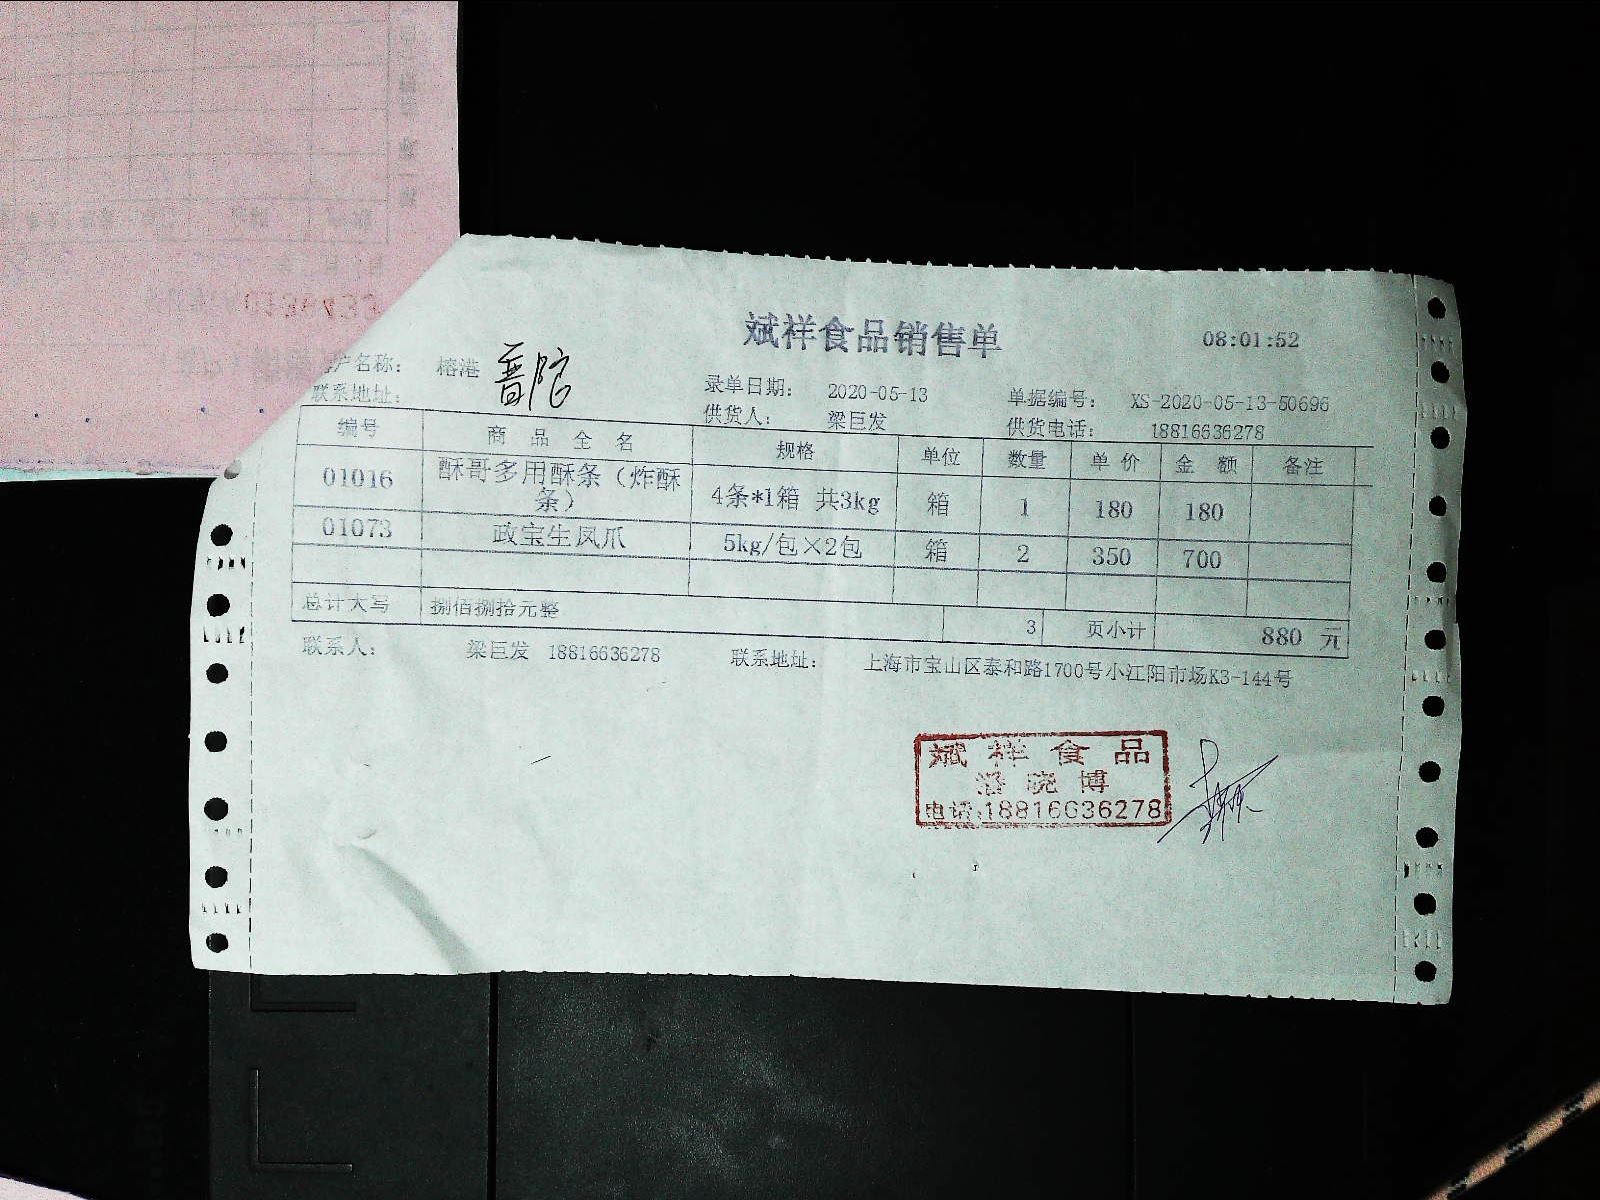 斌祥食品销售单 08:01:52
客户名称： 榕港 普陀 录单日期： 2020-05-13 单据编号： XS-2020-05-13-50696
联系地址： 供货人： 梁巨发 供货电话： 18816636278
编号 商品全名 规格 单位 数量 单价 金额 备注
01016 酥哥多用酥条（炸酥条） 4条*1箱 共3kg 箱 1 180 180
01073 政宝生凤爪 5kg/包×2包 箱 2 350 700
总计大写 捌佰捌拾元整 3 页小计 880 元
联系人： 梁巨发 18816636278 联系地址： 上海市宝山区泰和路1700号小江阳市场K3-144号
斌祥食品
潘晓博
电话:18816636278